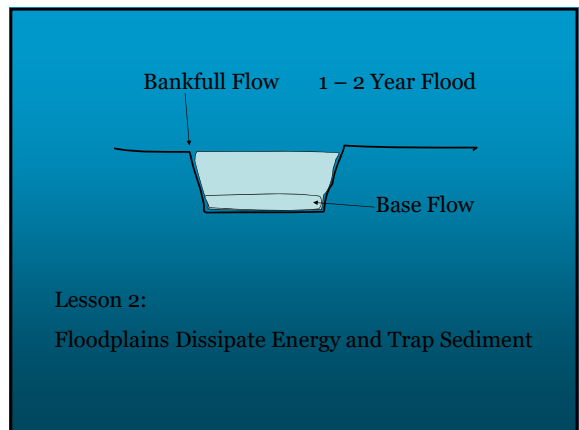 Bankfull Flow 1 – 2 Year Flood
Base Flow
Lesson 2:
Floodplains Dissipate Energy and Trap Sediment